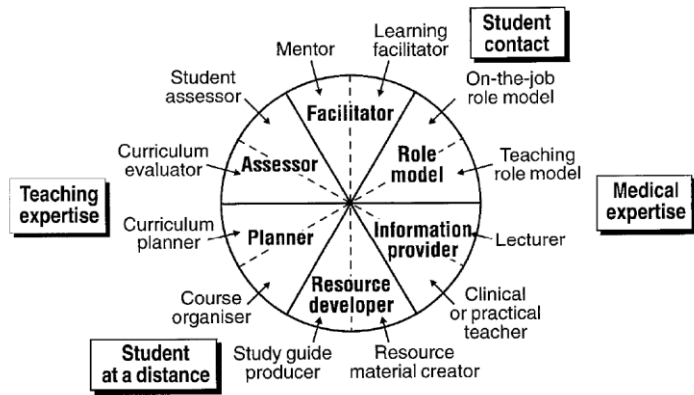 Student
contact
Learning
facilitator
Mentor
On-the-job
role model
Student
assessor
Facilitator
Curriculum
evaluator
Assessor
Role
model
Teaching
role model
Teaching
expertise
Medical
expertise
Curriculum
planner
Planner
Information
provider
Lecturer
Resource
developer
Course
organiser
Clinical
or practical
teacher
Student
at a distance
Study guide
producer
Resource
material creator